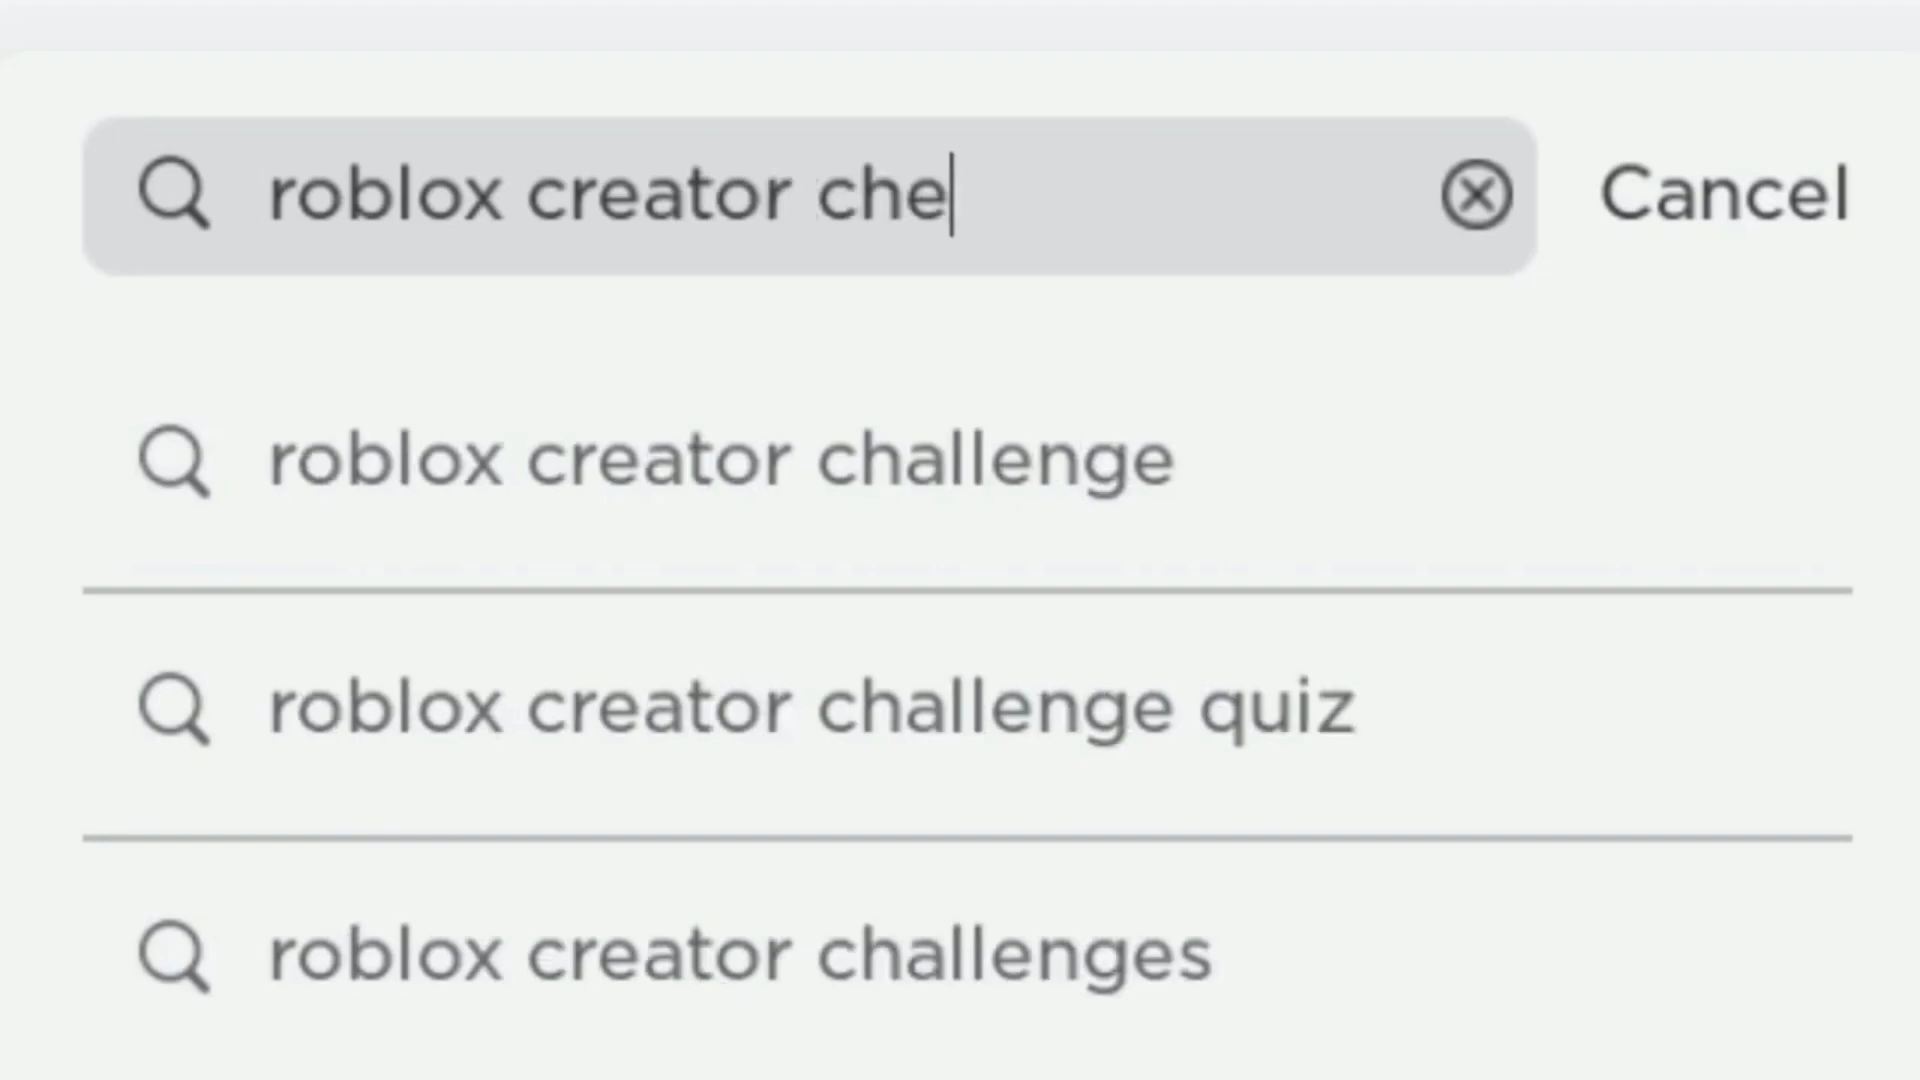 roblox creator che
Cancel
roblox creator challenge
roblox creator challenge quiz
roblox creator challenges